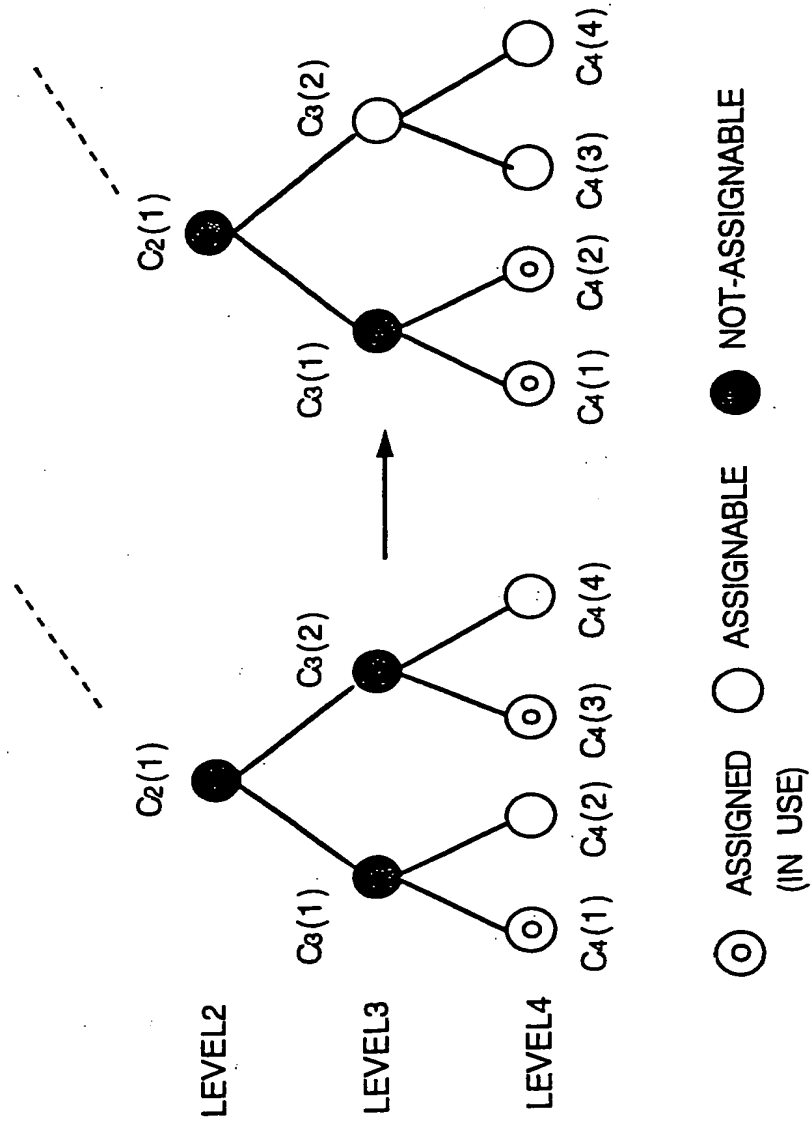 C2(1) C2(1)
LEVEL2
C3(1) C3(2) C3(1) C3(2)
LEVEL3
LEVEL4
C4(1) C4(2) C4(3) C4(4) C4(1) C4(2) C4(3) C4(4)
ASSIGNED ASSIGNABLE NOT-ASSIGNABLE
(IN USE)